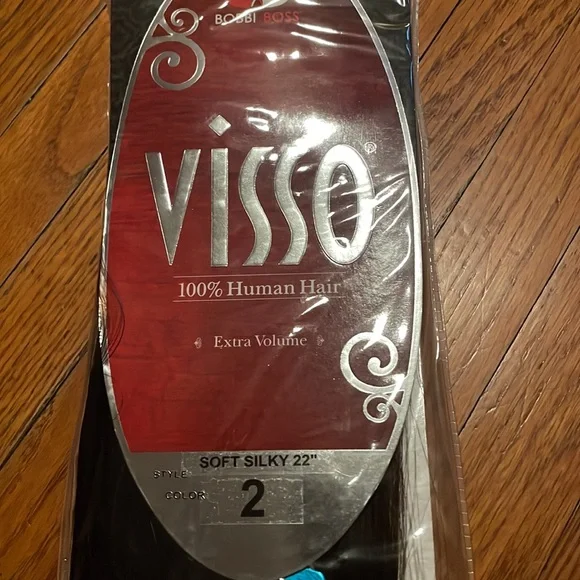 BOBBI BOSS
VISSO®
100% Human Hair
Extra Volume
SOFT SILKY 22"
STYLE
COLOR
2